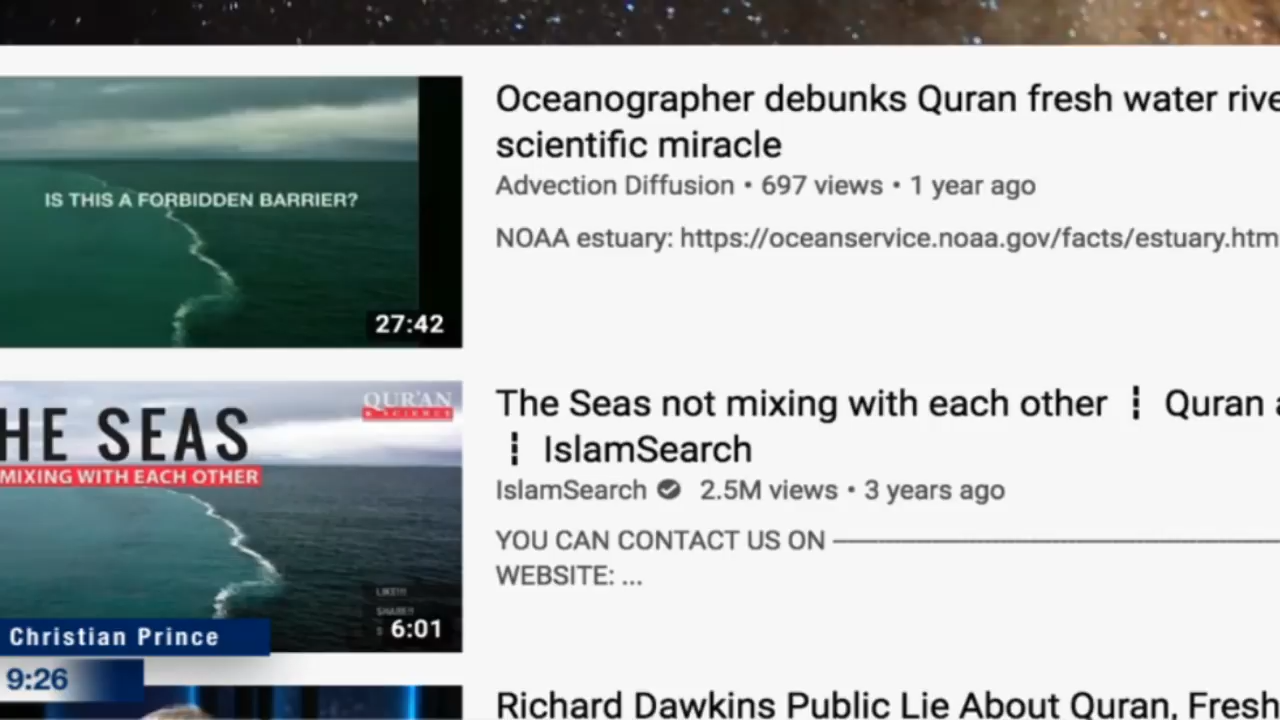 Oceanographer debunks Quran fresh water rive
scientific miracle
Advection Diffusion • 697 views • 1 year ago
NOAA estuary: https://oceanservice.noaa.gov/facts/estuary.htm
IS THIS A FORBIDDEN BARRIER?
27:42
The Seas not mixing with each other ┇ Quran a
┇ IslamSearch
IslamSearch 2.5M views • 3 years ago
YOU CAN CONTACT US ON
WEBSITE: ...
QUR'AN
& SCIENCE
HE SEAS
MIXING WITH EACH OTHER
LIKE!!!
SHARE!!
S
6:01
Christian Prince
9:26
Richard Dawkins Public Lie About Quran, Fresh